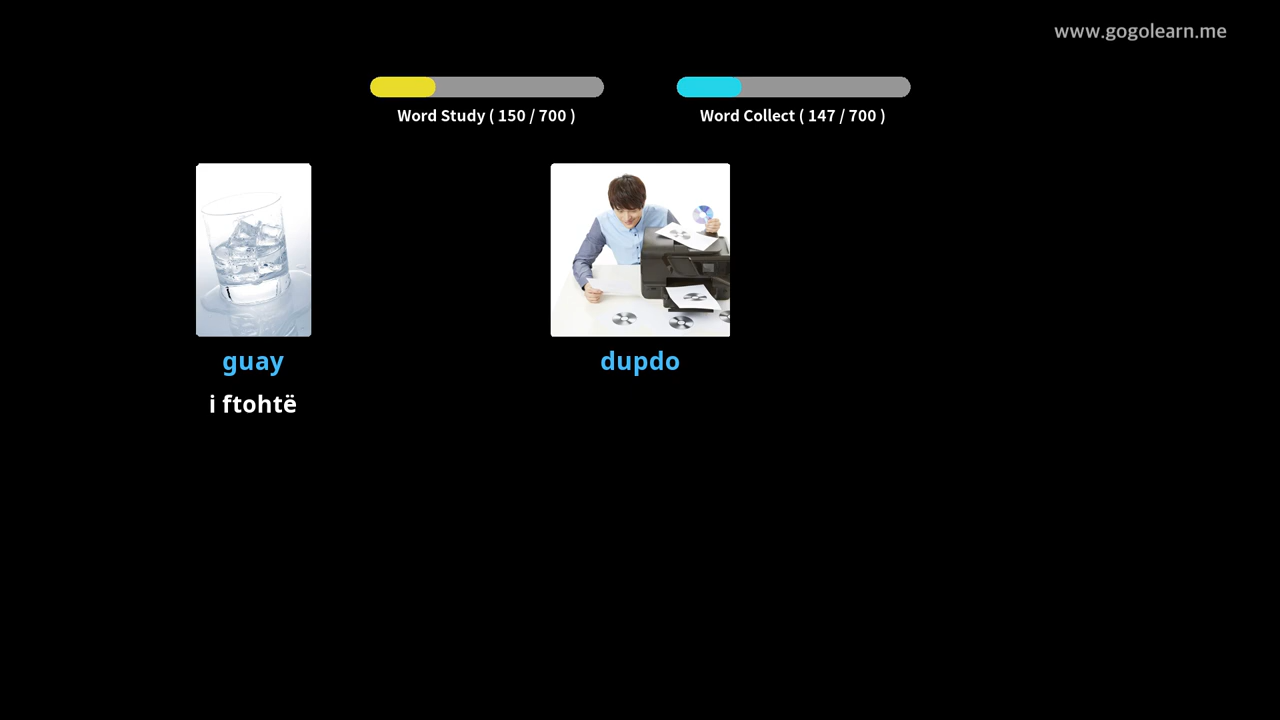 www.gogolearn.me
Word Study ( 150 / 700 )
Word Collect ( 147 / 700 )
guay
dupdo
i ftohtë